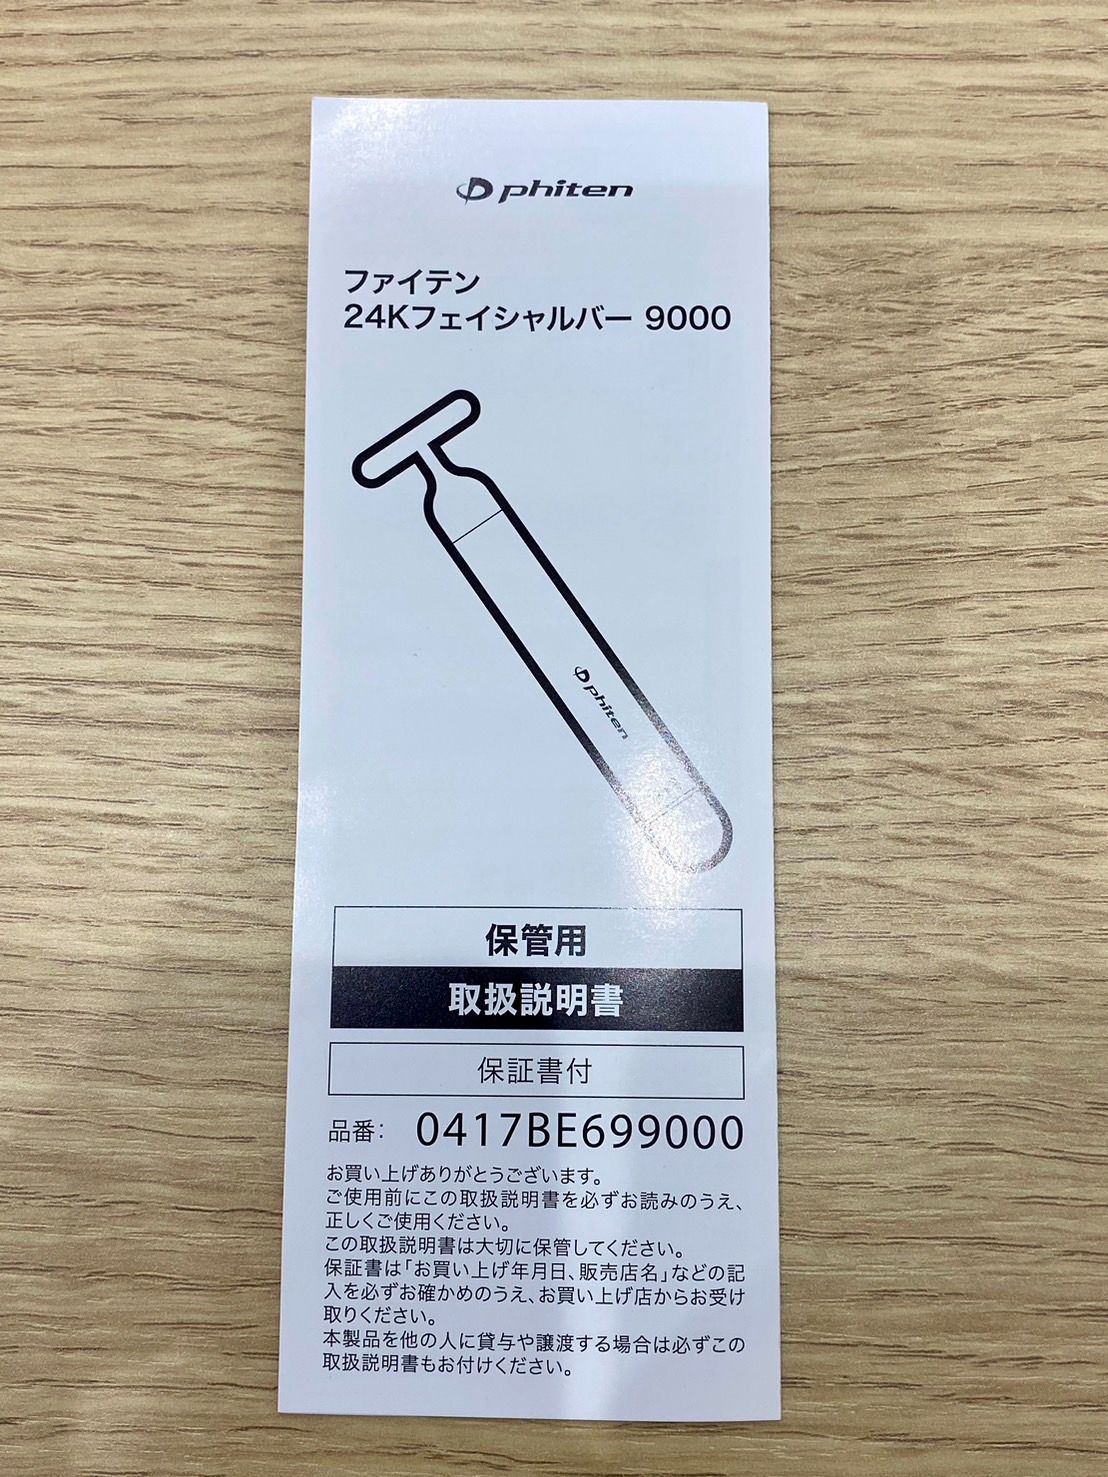 phiten
ファイテン
24Kフェイシャルバー 9000
phiten
保管用
取扱説明書
保証書付
品番: 0417BE699000
お買い上げありがとうございます。
ご使用前にこの取扱説明書を必ずお読みのうえ、
正しくご使用ください。
この取扱説明書は大切に保管してください。
保証書は「お買い上げ年月日、販売店名」などの記
入を必ずお確かめのうえ、お買い上げ店からお受け
取りください。
本製品を他の人に貸与や譲渡する場合は必ずこの
取扱説明書もお付けください。